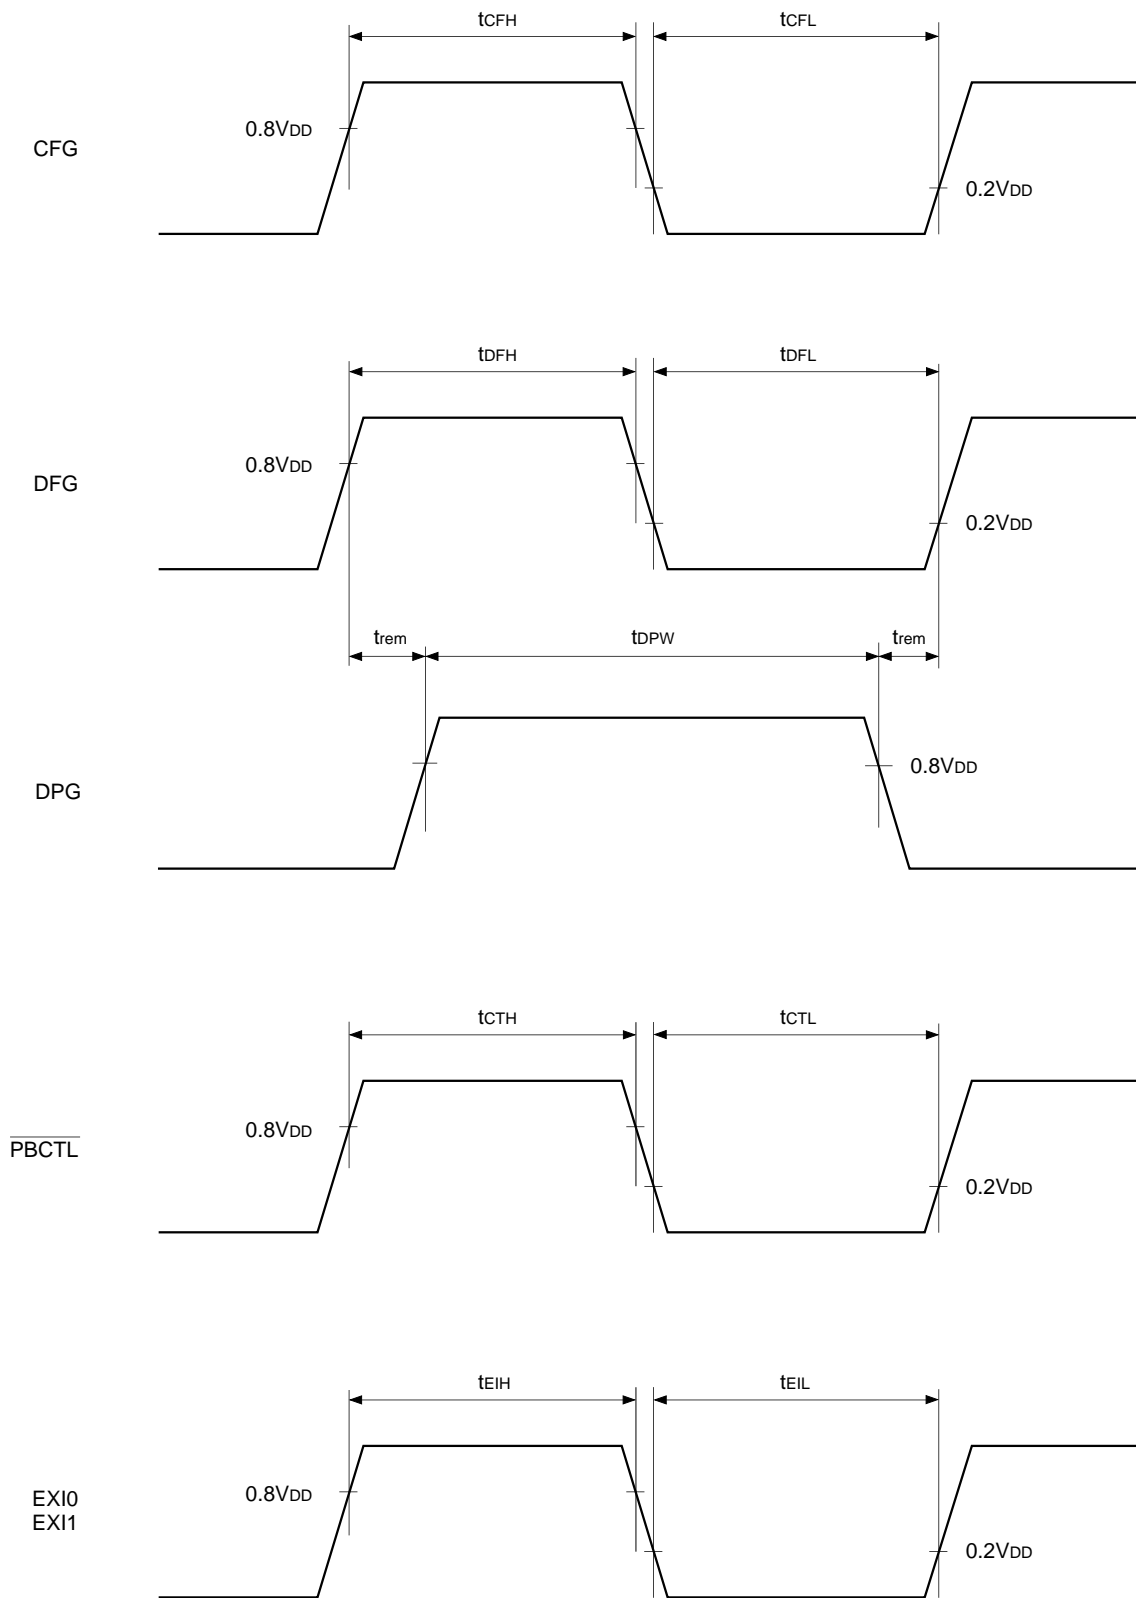 tCFH tCFL
0.8VDD
CFG
0.2VDD
tDFH tDFL
0.8VDD
DFG
0.2VDD
trem tDPW trem
0.8VDD
DPG
tCTH tCTL
0.8VDD
PBCTL
0.2VDD
tEIH tEIL
0.8VDD
EXI0
EXI1
0.2VDD